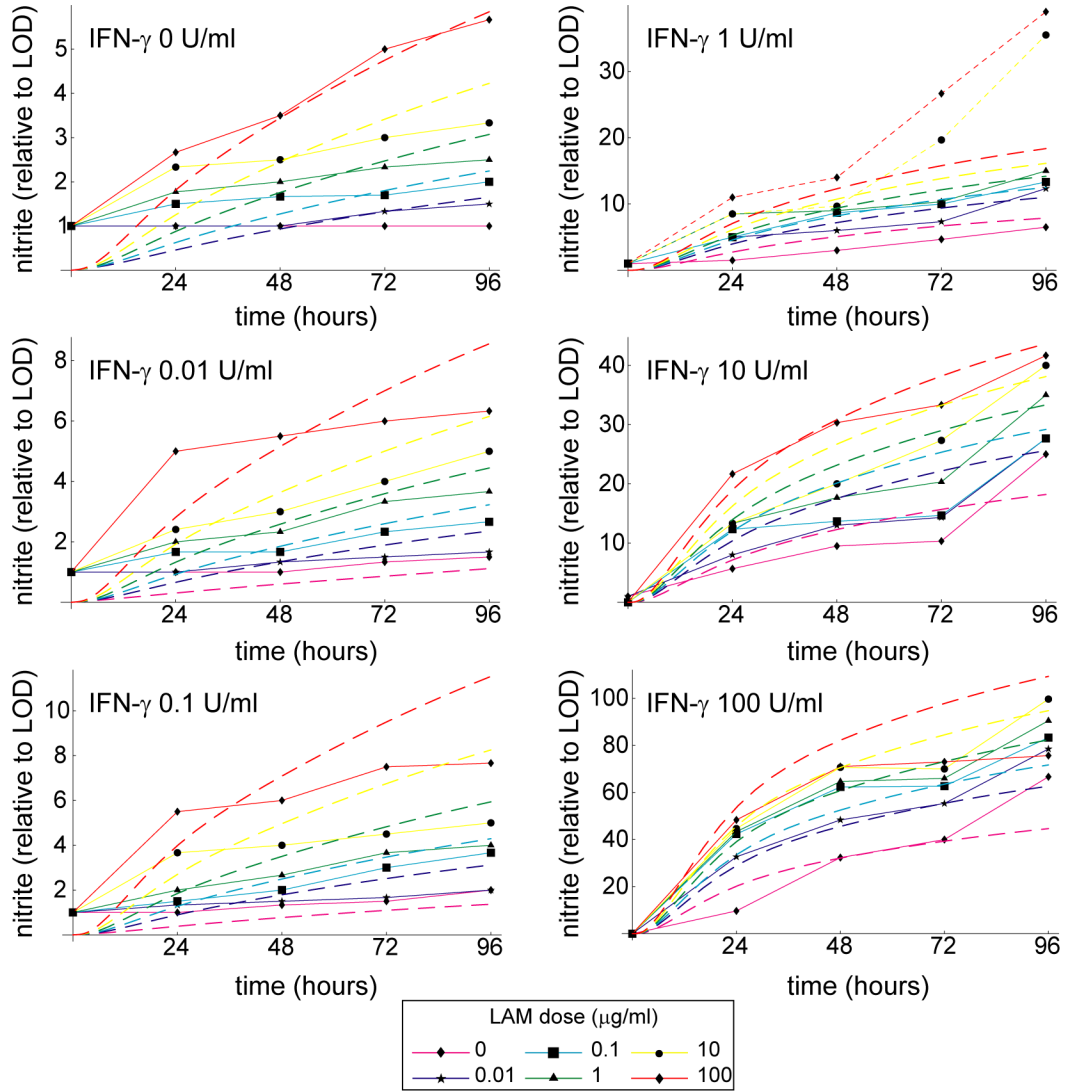 IFN-γ 0 U/ml
nitrite (relative to LOD)
5
4
3
2
1
24 48 72 96
time (hours)
IFN-γ 1 U/ml
nitrite (relative to LOD)
30
20
10
24 48 72 96
time (hours)
IFN-γ 0.01 U/ml
nitrite (relative to LOD)
8
6
4
2
24 48 72 96
time (hours)
IFN-γ 10 U/ml
nitrite (relative to LOD)
40
30
20
10
24 48 72 96
time (hours)
IFN-γ 0.1 U/ml
nitrite (relative to LOD)
10
8
6
4
2
24 48 72 96
time (hours)
IFN-γ 100 U/ml
nitrite (relative to LOD)
100
80
60
40
20
24 48 72 96
time (hours)
LAM dose (μg/ml)
0 0.1 10
0.01 1 100